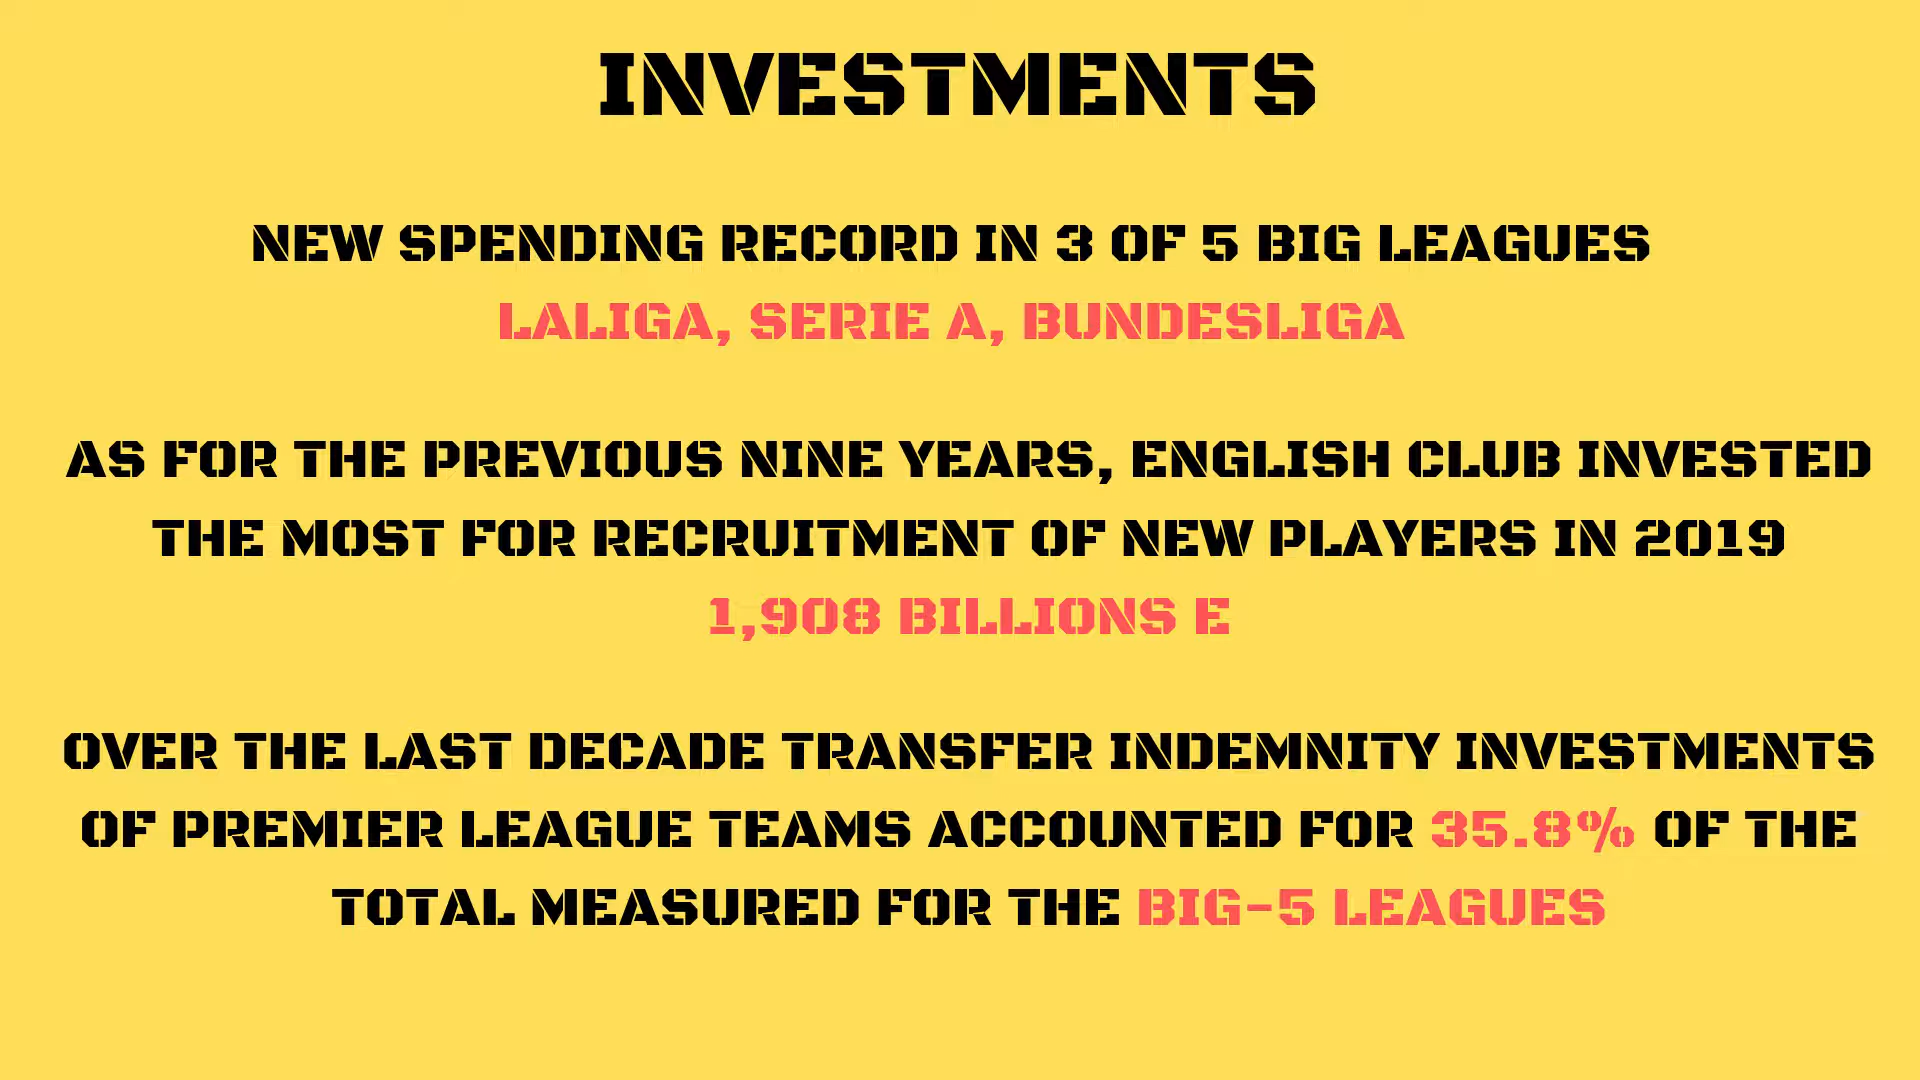 INVESTMENTS
NEW SPENDING RECORD IN 3 OF 5 BIG LEAGUES
LALIGA, SERIE A, BUNDESLIGA
AS FOR THE PREVIOUS NINE YEARS, ENGLISH CLUB INVESTED
THE MOST FOR RECRUITMENT OF NEW PLAYERS IN 2019
1,908 BILLIONS E
OVER THE LAST DECADE TRANSFER INDEMNITY INVESTMENTS
OF PREMIER LEAGUE TEAMS ACCOUNTED FOR 35.8% OF THE
TOTAL MEASURED FOR THE BIG-5 LEAGUES